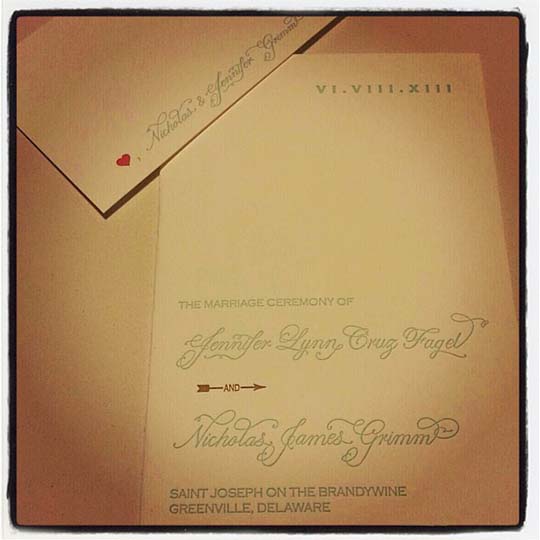 ♥, Nicholas & Jennifer Grimm
VI.VIII.XIII
THE MARRIAGE CEREMONY OF
Jennifer Lynn Cruz Fagel
AND
Nicholas James Grimm
SAINT JOSEPH ON THE BRANDYWINE
GREENVILLE, DELAWARE